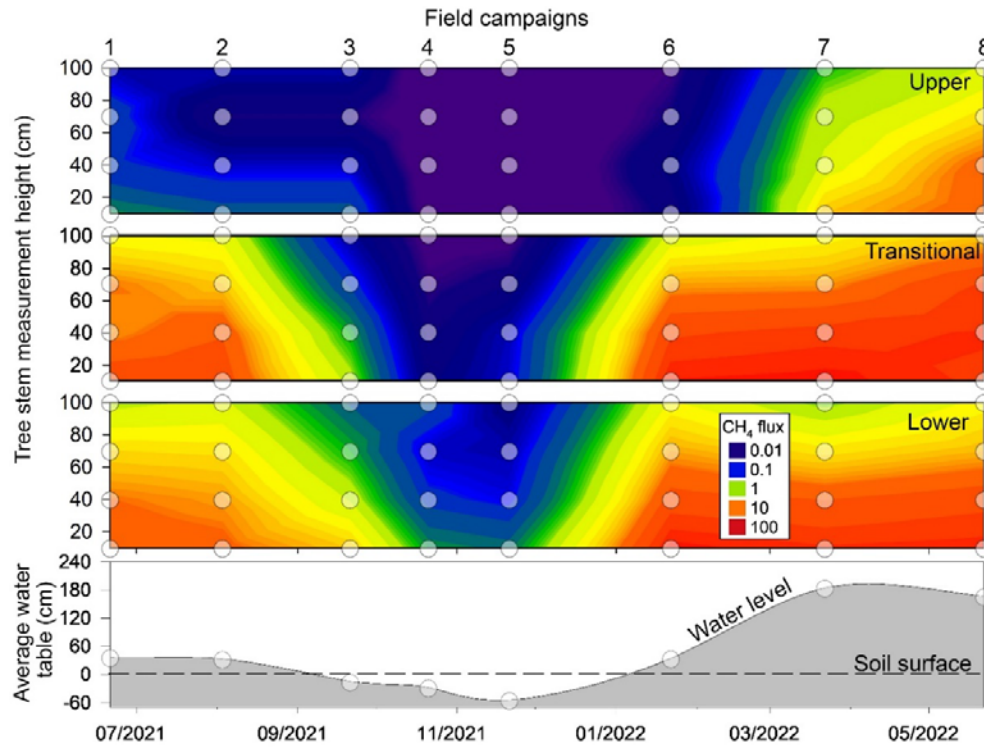 Field campaigns
1 2 3 4 5 6 7 8
Tree stem measurement height (cm)
100
80
60
40
20
Upper
100
80
60
40
20
Transitional
100
80
60
40
20
Lower
CH₄ flux
0.01
0.1
1
10
100
Average water
table (cm)
240
180
120
60
0
-60
Water level
Soil surface
07/2021 09/2021 11/2021 01/2022 03/2022 05/2022